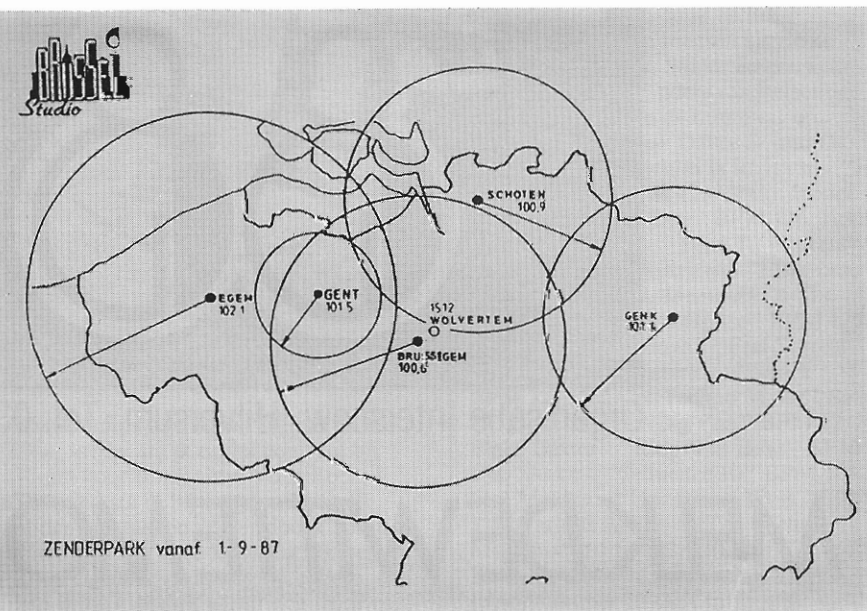 BRUSSEL
Studio
SCHOTEN
100,9
EGEM
102.1
GENT
101.5
1512
WOLVERTEM
GENK
BRUSSEGEM
100,6
ZENDERPARK vanaf 1-9-87